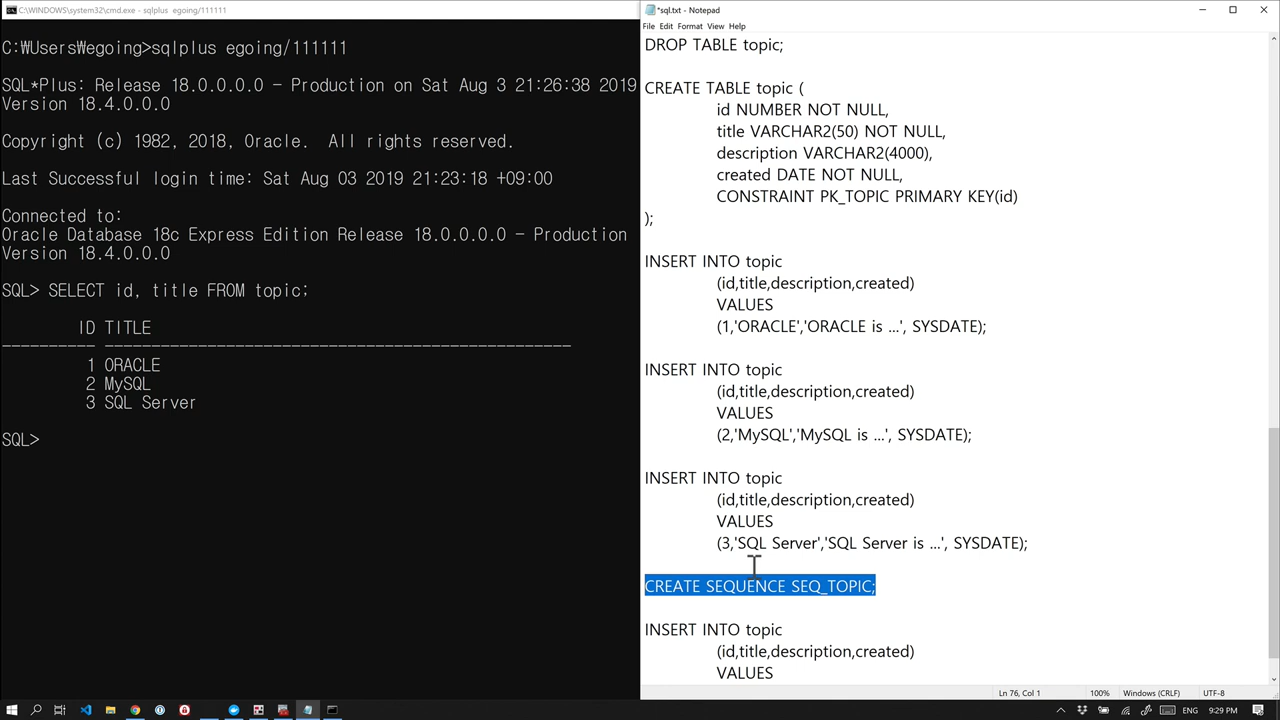 C:\WINDOWS\system32\cmd.exe - sqlplus  egoing/111111
C:₩Users₩egoing>sqlplus egoing/111111
SQL*Plus: Release 18.0.0.0.0 - Production on Sat Aug 3 21:26:38 2019
Version 18.4.0.0.0
Copyright (c) 1982, 2018, Oracle.  All rights reserved.
Last Successful login time: Sat Aug 03 2019 21:23:18 +09:00
Connected to:
Oracle Database 18c Express Edition Release 18.0.0.0.0 - Production
Version 18.4.0.0.0
SQL> SELECT id, title FROM topic;
ID TITLE
---------- --------------------------------------------------
1 ORACLE
2 MySQL
3 SQL Server
SQL>
*sql.txt - Notepad
File Edit Format View Help
DROP TABLE topic;
CREATE TABLE topic (
id NUMBER NOT NULL,
title VARCHAR2(50) NOT NULL,
description VARCHAR2(4000),
created DATE NOT NULL,
CONSTRAINT PK_TOPIC PRIMARY KEY(id)
);
INSERT INTO topic
(id,title,description,created)
VALUES
(1,'ORACLE','ORACLE is ...', SYSDATE);
INSERT INTO topic
(id,title,description,created)
VALUES
(2,'MySQL','MySQL is ...', SYSDATE);
INSERT INTO topic
(id,title,description,created)
VALUES
(3,'SQL Server','SQL Server is ...', SYSDATE);
CREATE SEQUENCE SEQ_TOPIC;
INSERT INTO topic
(id,title,description,created)
VALUES
Ln 76, Col 1
100%
Windows (CRLF)
UTF-8
9:29 PM